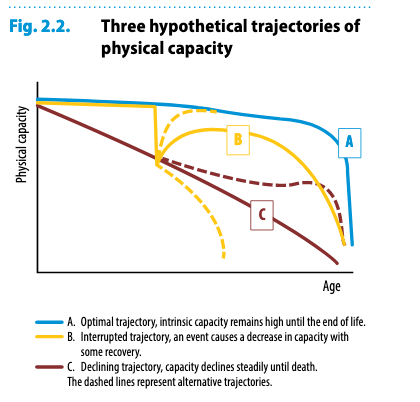 Fig. 2.2. Three hypothetical trajectories of
physical capacity
Physical capacity
A
B
C
Age
A. Optimal trajectory, intrinsic capacity remains high until the end of life.
B. Interrupted trajectory, an event causes a decrease in capacity with
some recovery.
C. Declining trajectory, capacity declines steadily until death.
The dashed lines represent alternative trajectories.